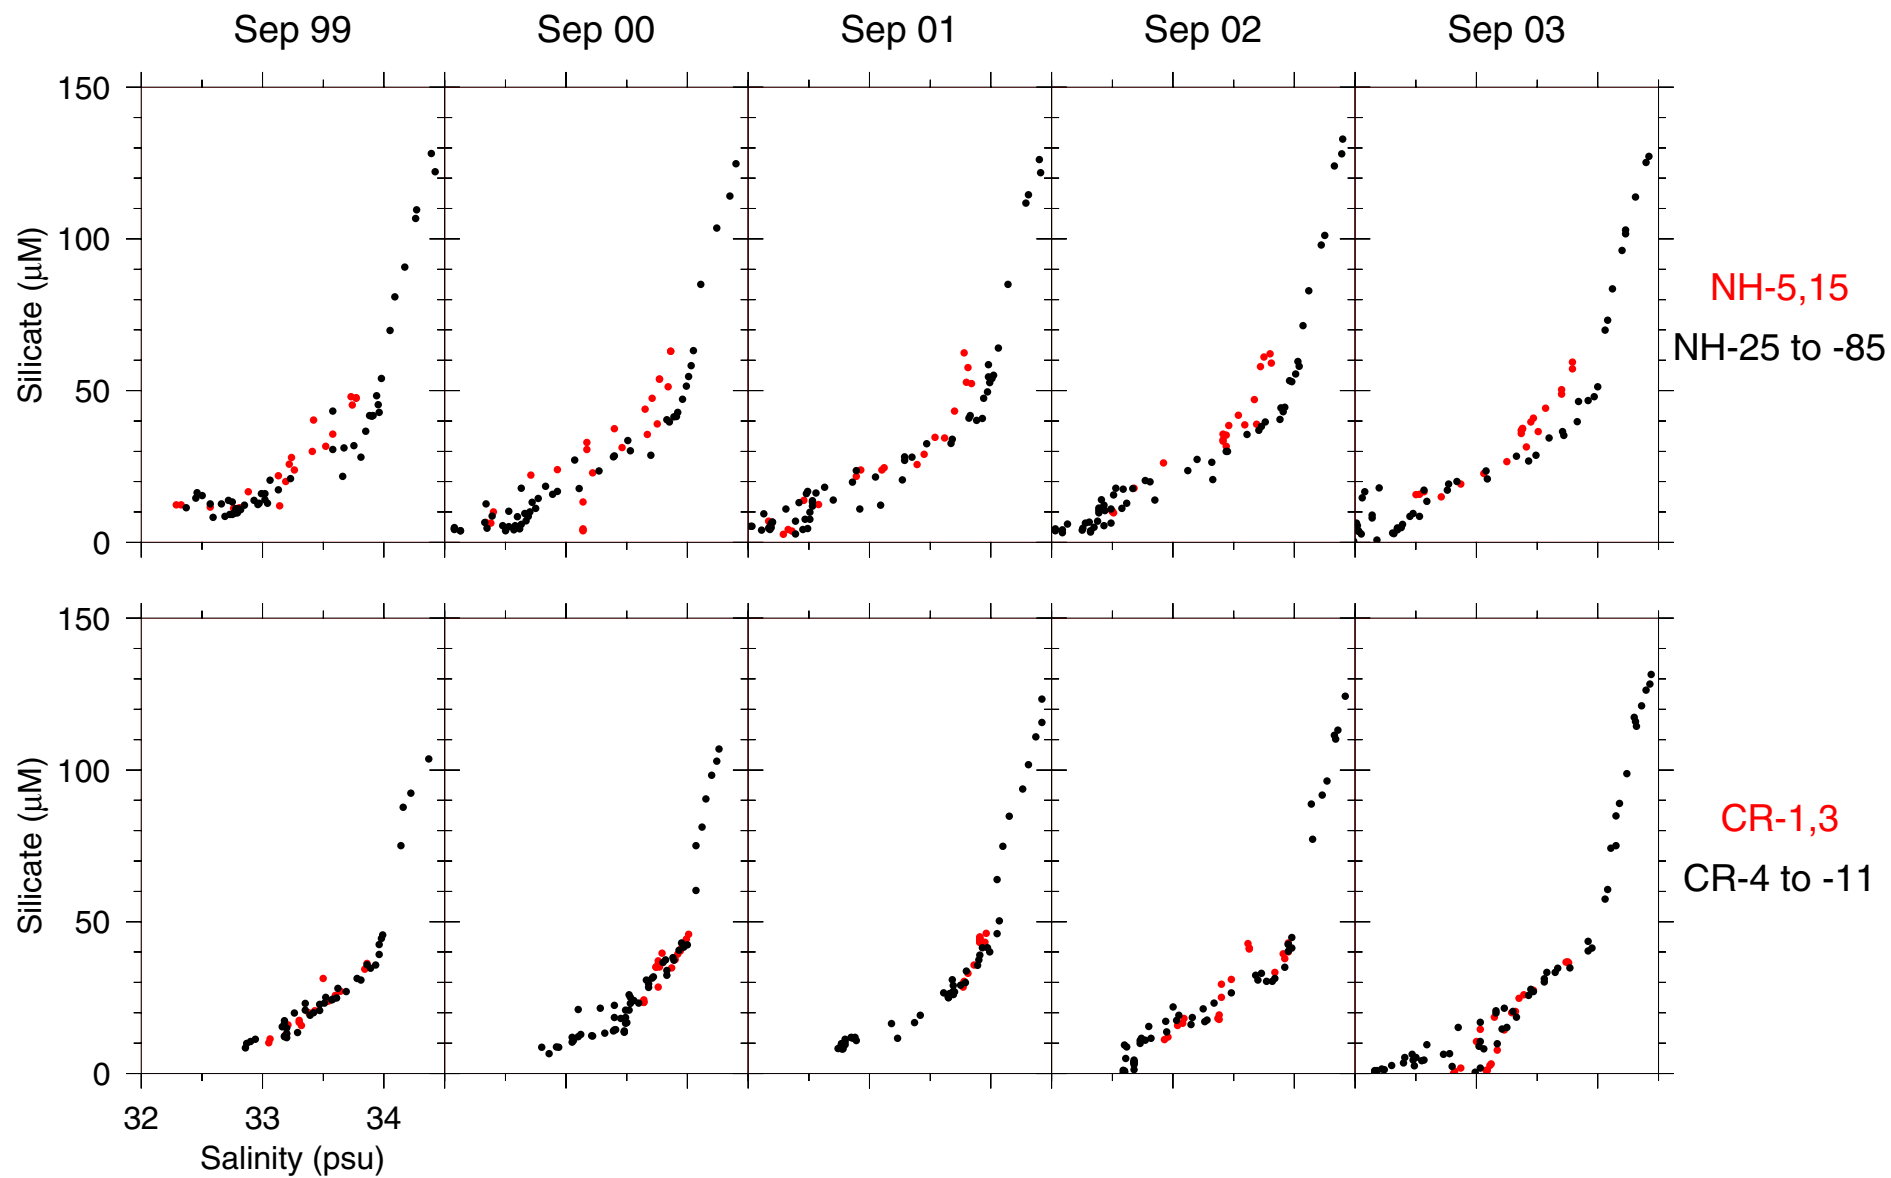 Sep 99 Sep 00 Sep 01 Sep 02 Sep 03
150
100
50
0
Silicate (μM)
NH-5,15
NH-25 to -85
150
100
50
0
Silicate (μM)
CR-1,3
CR-4 to -11
32 33 34
Salinity (psu)